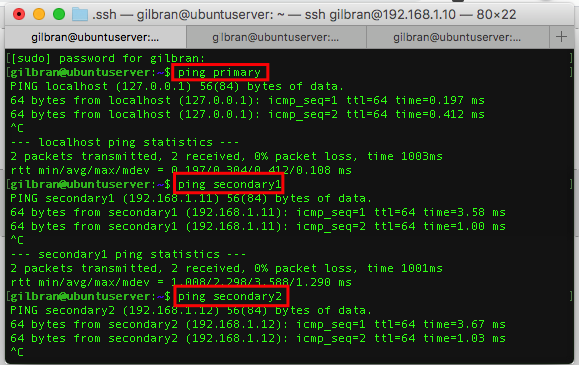 .ssh — gilbran@ubuntuserver: ~ — ssh gilbran@192.168.1.10 — 80×22
gilbran@ubuntuserver:... gilbran@ubuntuserver:... gilbran@ubuntuserver:... +
[[sudo] password for gilbran: ]
[gilbran@ubuntuserver:~$ ping primary ]
PING localhost (127.0.0.1) 56(84) bytes of data.
64 bytes from localhost (127.0.0.1): icmp_seq=1 ttl=64 time=0.197 ms
64 bytes from localhost (127.0.0.1): icmp_seq=2 ttl=64 time=0.412 ms
^C
--- localhost ping statistics ---
2 packets transmitted, 2 received, 0% packet loss, time 1003ms
rtt min/avg/max/mdev = 0.197/0.304/0.412/0.108 ms
[gilbran@ubuntuserver:~$ ping secondary1 ]
PING secondary1 (192.168.1.11) 56(84) bytes of data.
64 bytes from secondary1 (192.168.1.11): icmp_seq=1 ttl=64 time=3.58 ms
64 bytes from secondary1 (192.168.1.11): icmp_seq=2 ttl=64 time=1.00 ms
^C
--- secondary1 ping statistics ---
2 packets transmitted, 2 received, 0% packet loss, time 1001ms
rtt min/avg/max/mdev = 1.008/2.298/3.588/1.290 ms
[gilbran@ubuntuserver:~$ ping secondary2 ]
PING secondary2 (192.168.1.12) 56(84) bytes of data.
64 bytes from secondary2 (192.168.1.12): icmp_seq=1 ttl=64 time=3.67 ms
64 bytes from secondary2 (192.168.1.12): icmp_seq=2 ttl=64 time=1.03 ms
^C